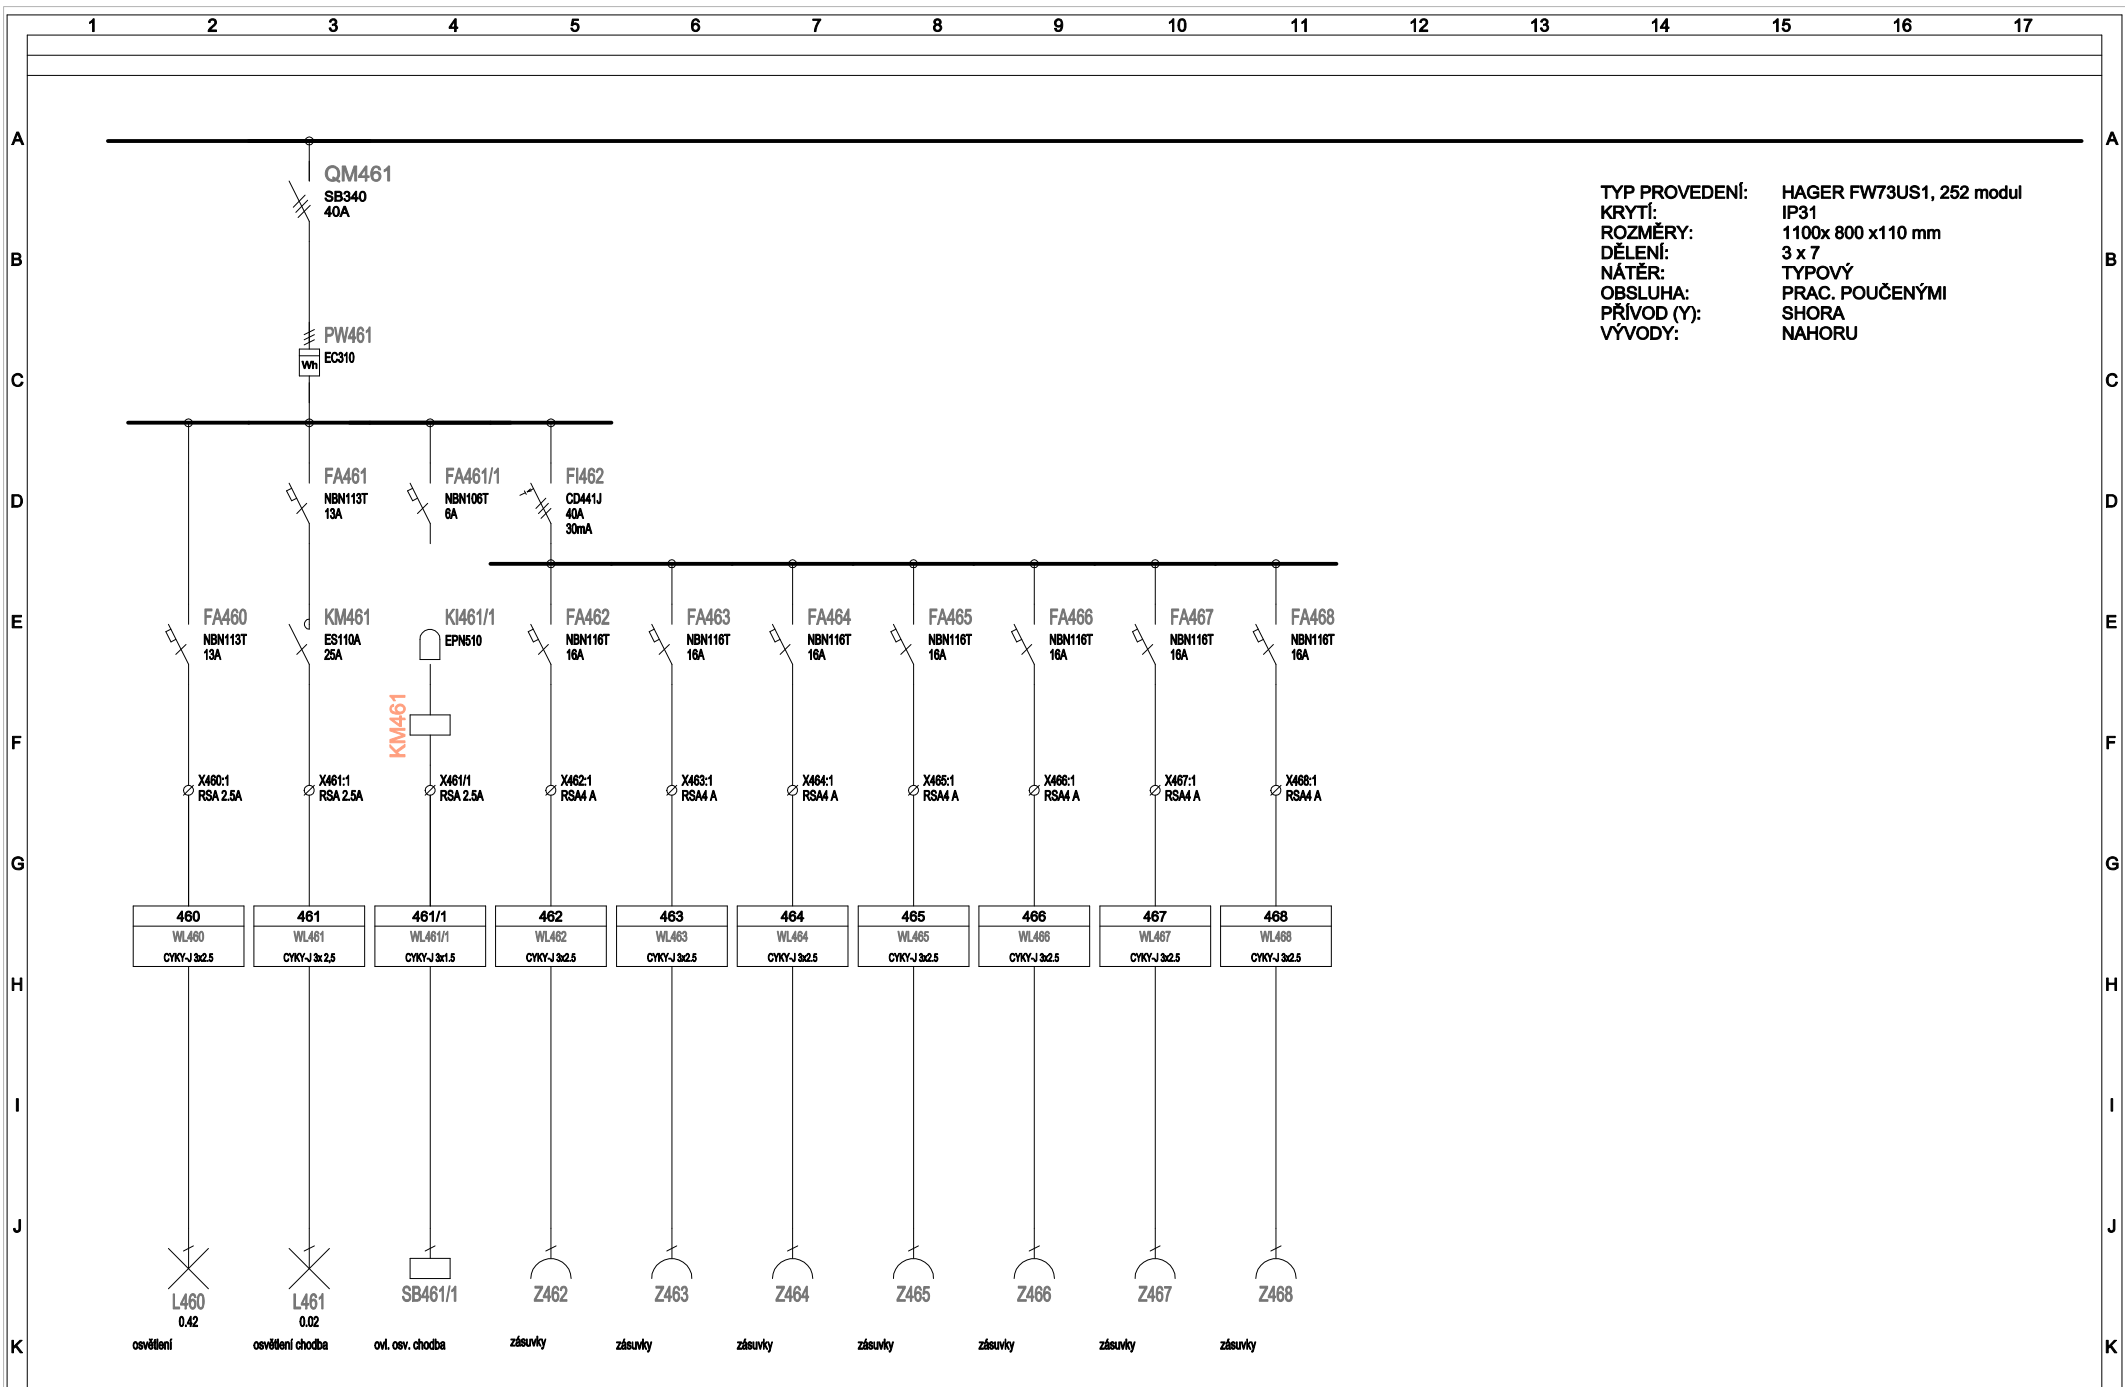 1 2 3 4 5 6 7 8 9 10 11 12 13 14 15 16 17
A A
QM461
SB340
40A
TYP PROVEDENÍ: HAGER FW73US1, 252 modul
KRYTÍ: IP31
ROZMĚRY: 1100x 800 x110 mm
DĚLENÍ: 3 x 7
NÁTĚR: TYPOVÝ
OBSLUHA: PRAC. POUČENÝMI
PŘÍVOD (Y): SHORA
VÝVODY: NAHORU
B B
PW461
EC310
Wh
C C
FA461 FA461/1 FI462
NBN113T NBN106T CD441J
13A 6A 40A
30mA
D D
FA460 KM461 KI461/1 FA462 FA463 FA464 FA465 FA466 FA467 FA468
NBN113T ES110A EPN510 NBN116T NBN116T NBN116T NBN116T NBN116T NBN116T NBN116T
13A 25A 16A 16A 16A 16A 16A 16A 16A
E E
KM461
F F
X460:1 X461:1 X461/1 X462:1 X463:1 X464:1 X465:1 X466:1 X467:1 X468:1
RSA 2.5A RSA 2.5A RSA 2.5A RSA4 A RSA4 A RSA4 A RSA4 A RSA4 A RSA4 A RSA4 A
G G
460 461 461/1 462 463 464 465 466 467 468
WL460 WL461 WL461/1 WL462 WL463 WL464 WL465 WL466 WL467 WL468
CYKY-J 3x2.5 CYKY-J 3x 2,5 CYKY-J 3x1.5 CYKY-J 3x2.5 CYKY-J 3x2.5 CYKY-J 3x2.5 CYKY-J 3x2.5 CYKY-J 3x2.5 CYKY-J 3x2.5 CYKY-J 3x2.5
H H
I I
J J
L460 L461 SB461/1 Z462 Z463 Z464 Z465 Z466 Z467 Z468
0.42 0.02
K osvětlení osvětlení chodba ovl. osv. chodba zásuvky zásuvky zásuvky zásuvky zásuvky zásuvky zásuvky K